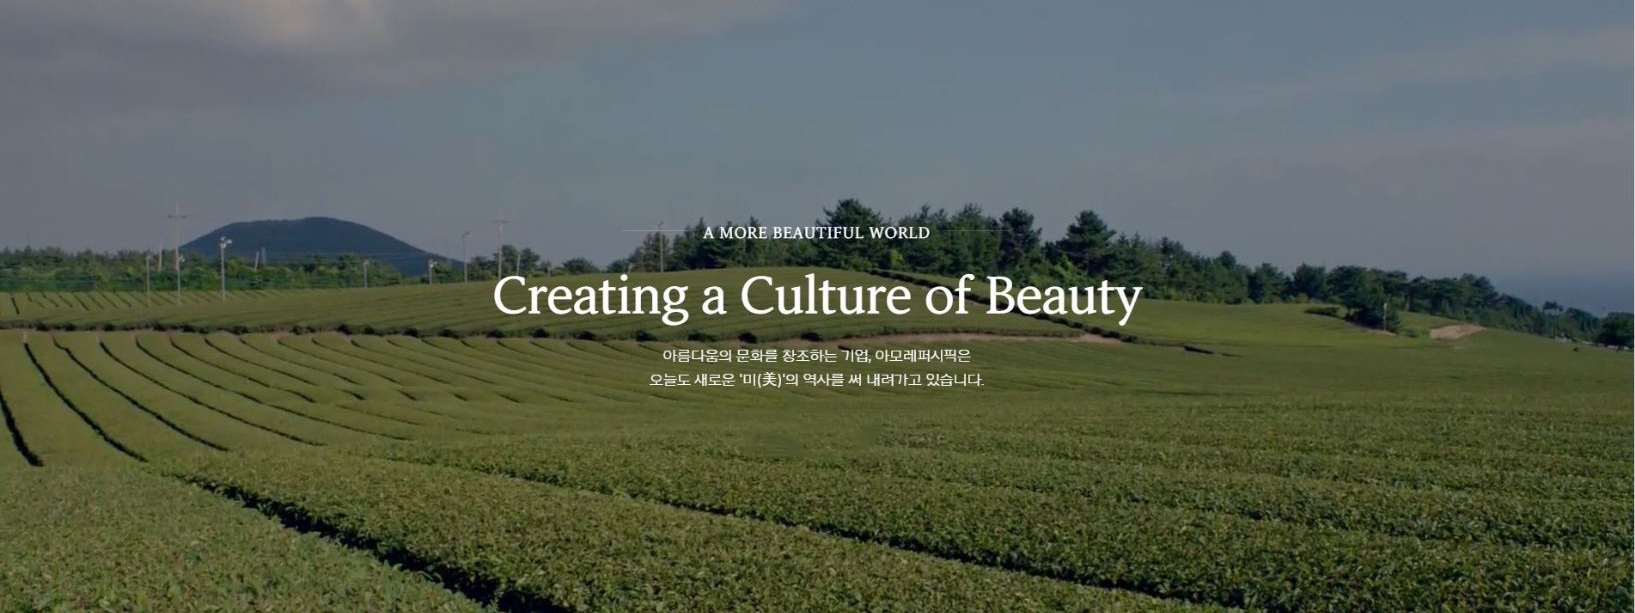 A MORE BEAUTIFUL WORLD
Creating a Culture of Beauty
아름다움의 문화를 창조하는 기업, 아모레퍼시픽은
오늘도 새로운 '미(美)'의 역사를 써 내려가고 있습니다.